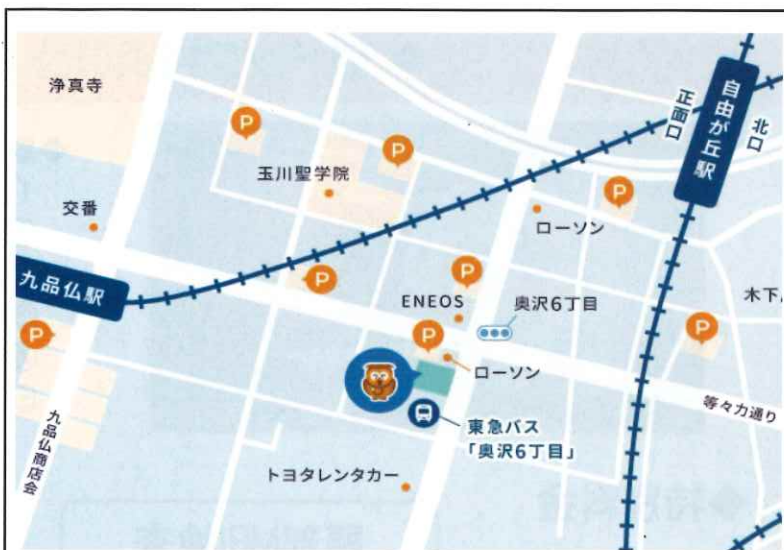 浄真寺
自由が丘駅
正面口
北口
P
P
玉川聖学院
交番
P
ローソン
九品仏駅
P
P
ENEOS
奥沢6丁目
木下
P
P
P
ローソン
等々力通り
東急バス
「奥沢6丁目」
九品仏商店会
トヨタレンタカー